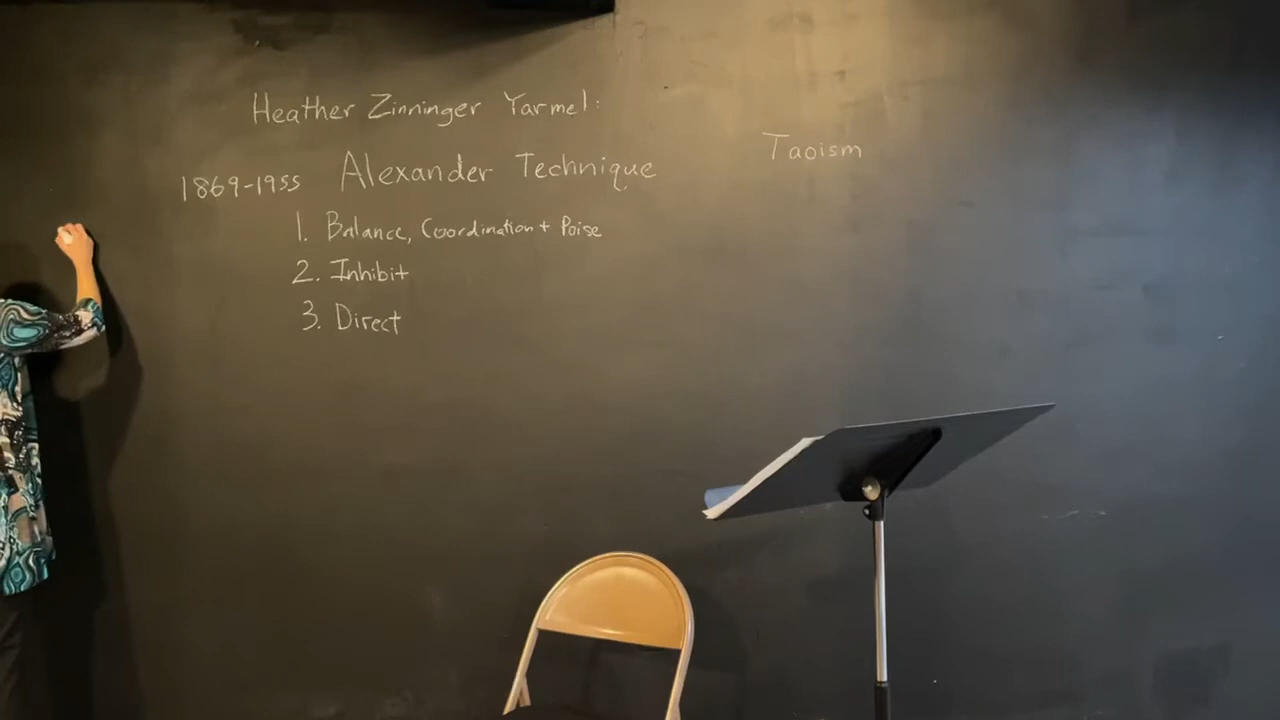 Heather Zinninger Yarmel:
Taoism
1869-1955 Alexander Technique
1. Balance, Coordination + Poise
2. Inhibit
3. Direct